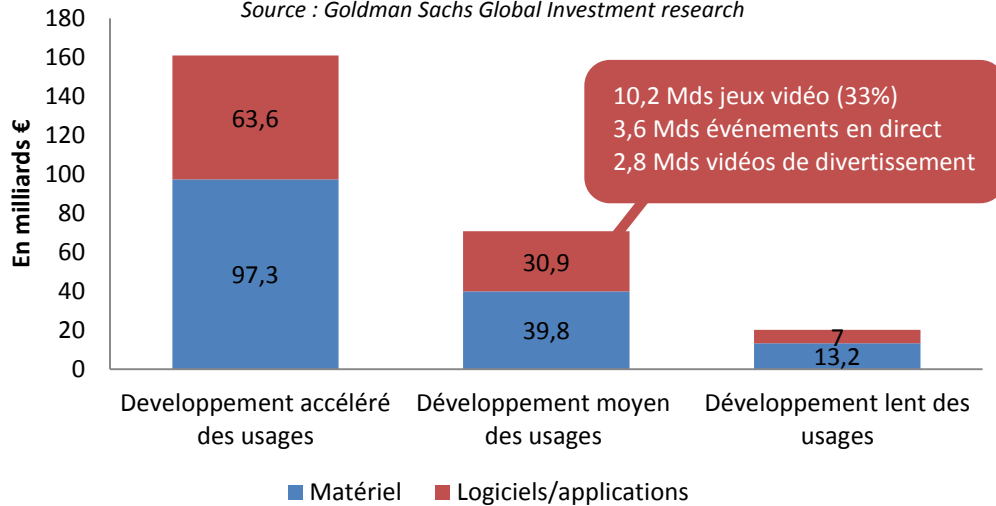 Source : Goldman Sachs Global Investment research
En milliards €
180
160
140
120
100
80
60
40
20
0
63,6
97,3
10,2 Mds jeux vidéo (33%)
3,6 Mds événements en direct
2,8 Mds vidéos de divertissement
30,9
39,8
7
13,2
Developpement accéléré
des usages
Développement moyen
des usages
Développement lent des
usages
Matériel
Logiciels/applications